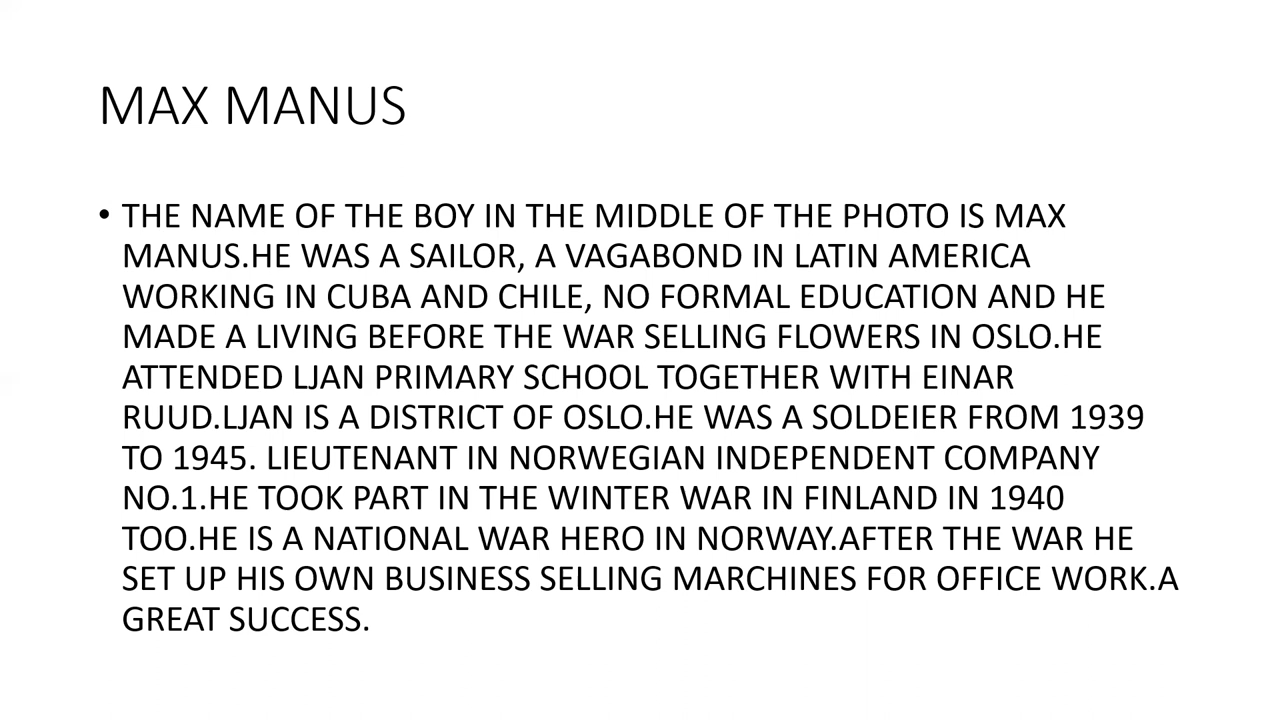 MAX MANUS
• THE NAME OF THE BOY IN THE MIDDLE OF THE PHOTO IS MAX
MANUS.HE WAS A SAILOR, A VAGABOND IN LATIN AMERICA
WORKING IN CUBA AND CHILE, NO FORMAL EDUCATION AND HE
MADE A LIVING BEFORE THE WAR SELLING FLOWERS IN OSLO.HE
ATTENDED LJAN PRIMARY SCHOOL TOGETHER WITH EINAR
RUUD.LJAN IS A DISTRICT OF OSLO.HE WAS A SOLDEIER FROM 1939
TO 1945. LIEUTENANT IN NORWEGIAN INDEPENDENT COMPANY
NO.1.HE TOOK PART IN THE WINTER WAR IN FINLAND IN 1940
TOO.HE IS A NATIONAL WAR HERO IN NORWAY.AFTER THE WAR HE
SET UP HIS OWN BUSINESS SELLING MARCHINES FOR OFFICE WORK.A
GREAT SUCCESS.